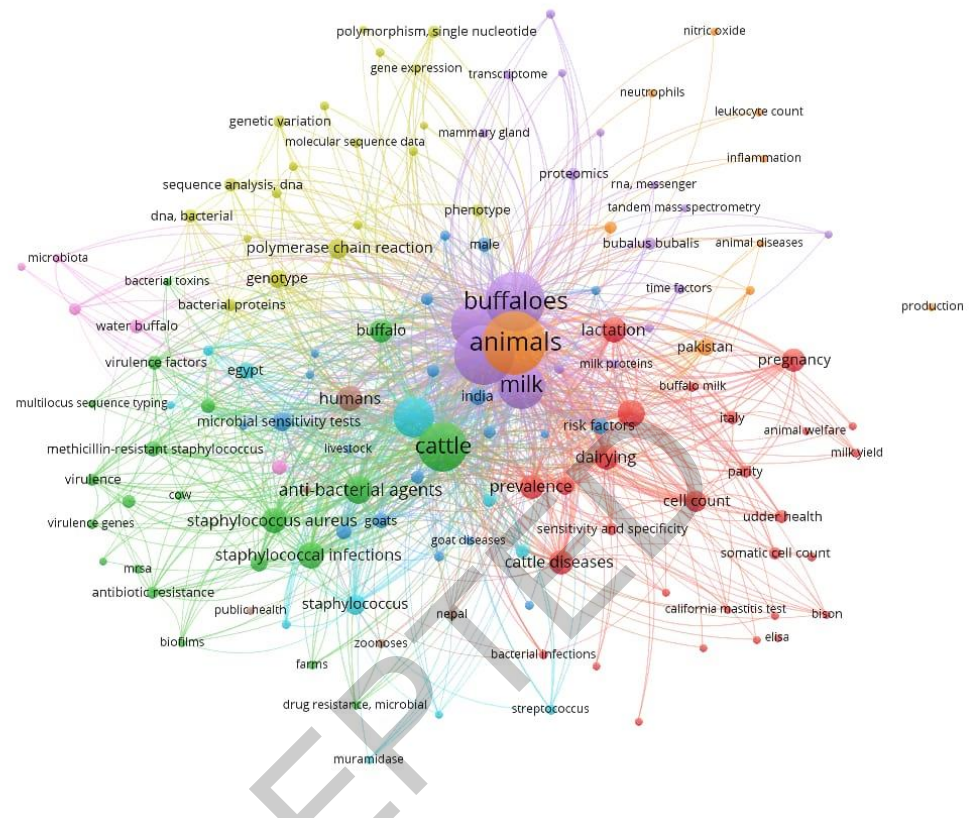 polymorphism, single nucleotide
nitric oxide
gene expression
transcriptome
neutrophils
leukocyte count
genetic variation
mammary gland
molecular sequence data
inflammation
proteomics
sequence analysis, dna
rna, messenger
tandem mass spectrometry
phenotype
dna, bacterial
bubalus bubalis
animal diseases
male
polymerase chain reaction
microbiota
bacterial toxins
genotype
time factors
buffaloes
production
bacterial proteins
water buffalo
buffalo
lactation
animals
pakistan
virulence factors
egypt
milk proteins
pregnancy
milk
buffalo milk
humans
india
multilocus sequence typing
microbial sensitivity tests
risk factors
italy
animal welfare
methicillin-resistant staphylococcus
livestock
cattle
milk yield
dairying
parity
virulence
cow
anti-bacterial agents
prevalence
cell count
virulence genes
staphylococcus aureus
goats
sensitivity and specificity
udder health
goat diseases
staphylococcal infections
cattle diseases
somatic cell count
mrsa
antibiotic resistance
public health
staphylococcus
nepal
california mastitis test
bison
biofilms
zoonoses
elisa
farms
bacterial infections
drug resistance, microbial
streptococcus
muramidase
EPTED